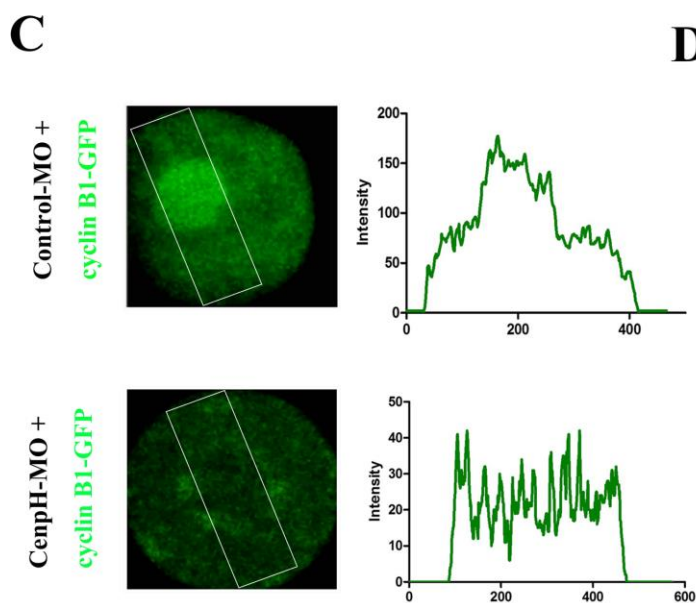 C
D
Control-MO +
cyclin B1-GFP
Intensity
200
150
100
50
0
0 200 400
CenpH-MO +
cyclin B1-GFP
Intensity
50
40
30
20
10
0
0 200 400 600